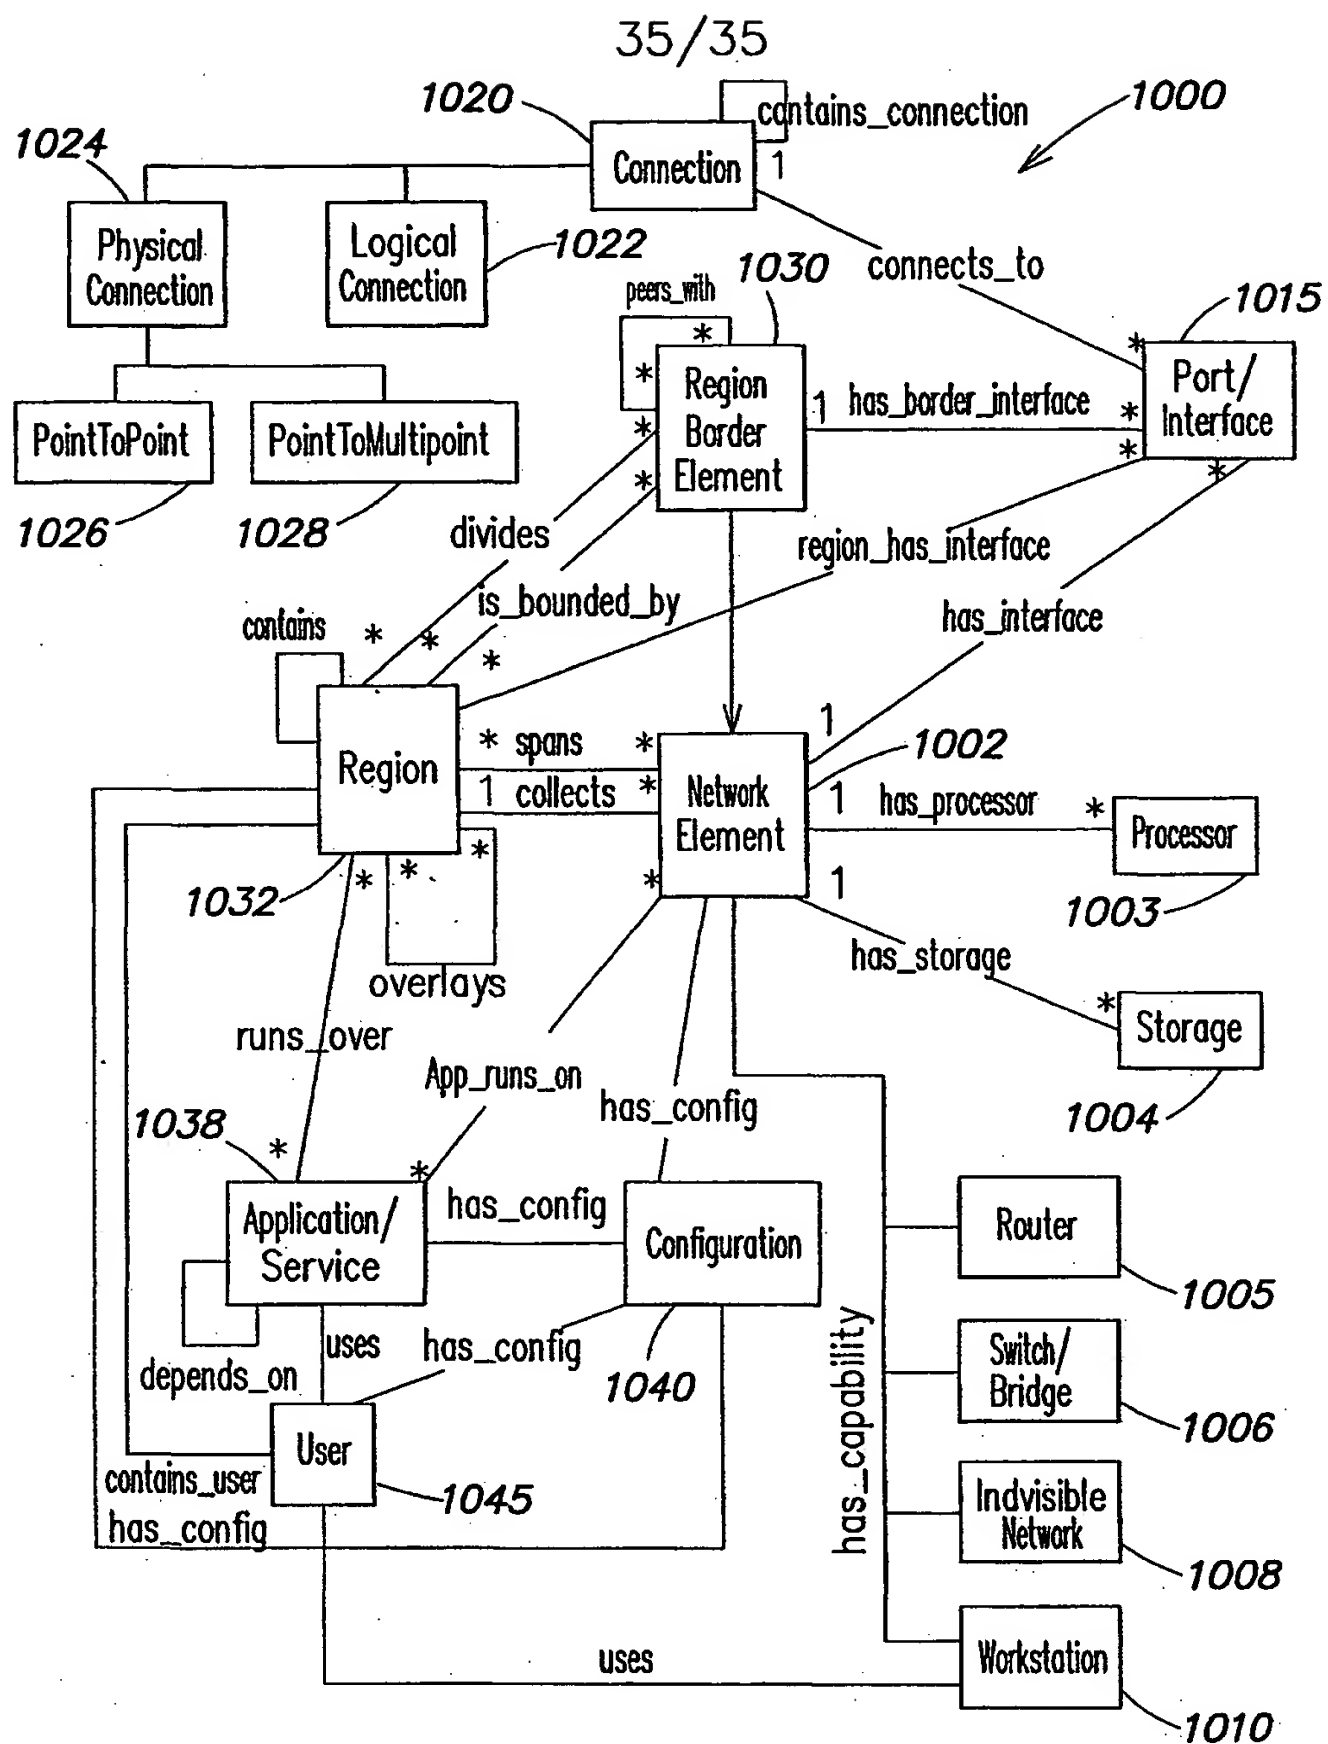 35/35
1020
contains_connection
1000
1024
Connection
1
Physical
Connection
Logical
Connection
1022
connects_to
1030
peers_with
1015
*
*
*
Region
Border
Element
1
has_border_interface
*
Port/
Interface
*
*
*
*
PointToPoint
PointToMultipoint
1026
1028
divides
region_has_interface
is_bounded_by
has_interface
contains
*
*
*
1
Region
*
spans
*
1
collects
*
Network
Element
1002
1
has_processor
*
Processor
1003
1032
*
*
*
*
1
has_storage
*
Storage
1004
overlays
runs_over
App_runs_on
has_config
1038
*
*
Application/
Service
has_config
Configuration
Router
1005
depends_on
uses
has_config
1040
has_capability
Switch/
Bridge
1006
User
contains_user
1045
has_config
Indvisible
Network
1008
uses
Workstation
1010